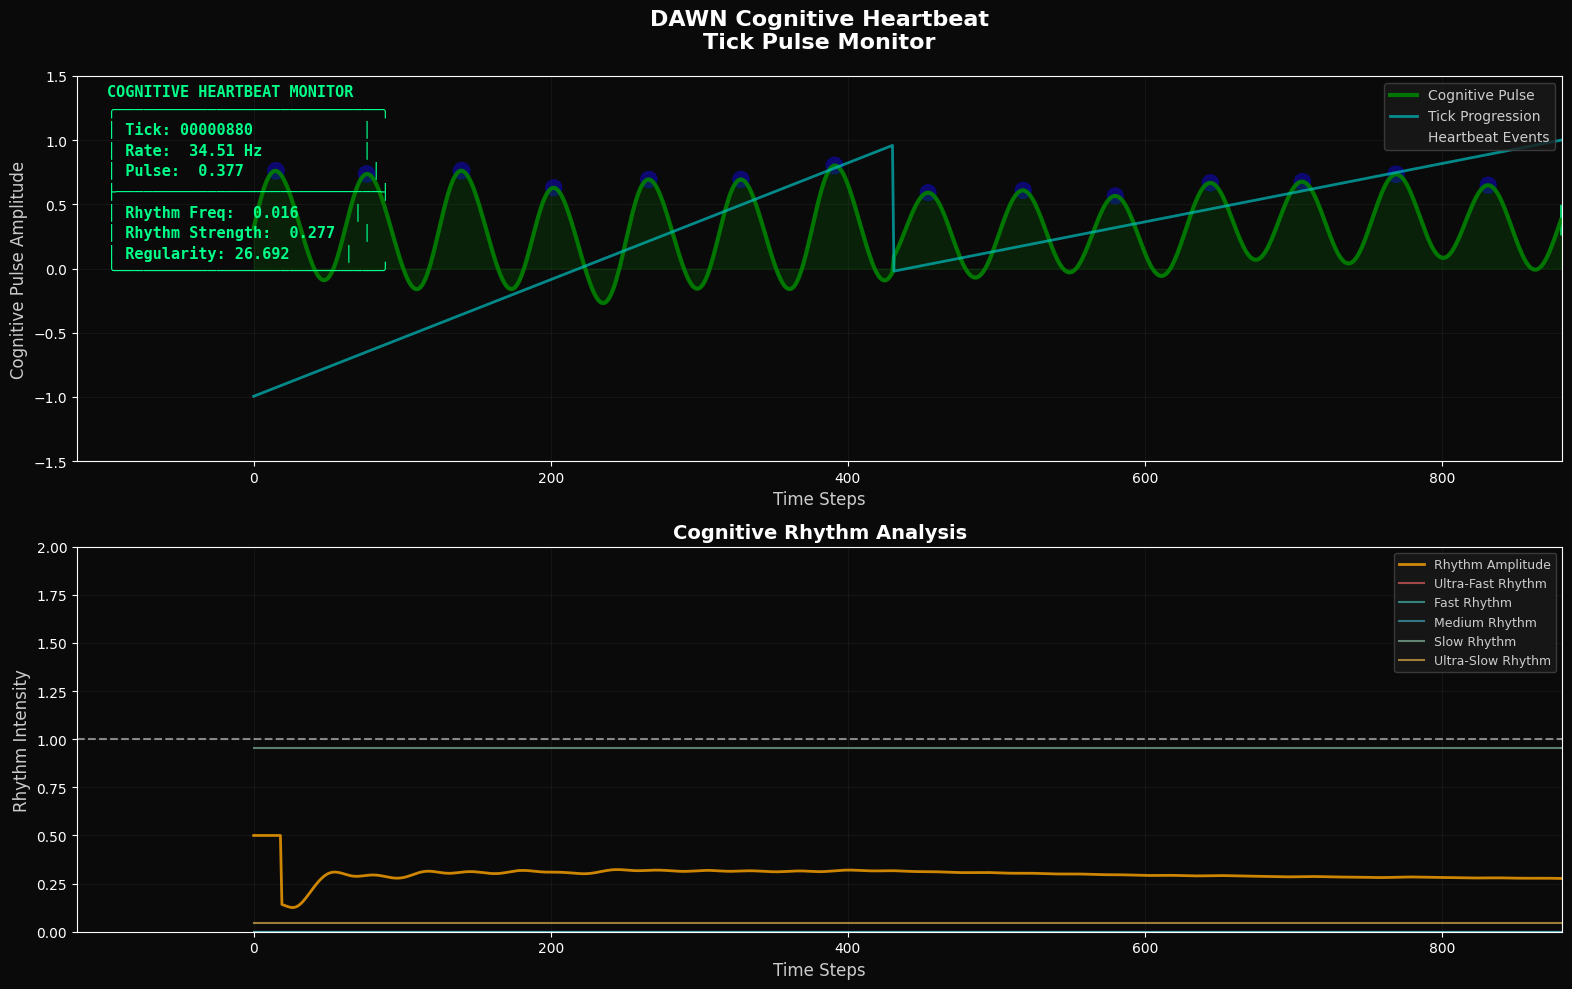 DAWN Cognitive Heartbeat
Tick Pulse Monitor
COGNITIVE HEARTBEAT MONITOR
Tick: 00000880
Rate:  34.51 Hz
Pulse:  0.377
Rhythm Freq:  0.016
Rhythm Strength:  0.277
Regularity: 26.692
Cognitive Pulse
Tick Progression
Heartbeat Events
Cognitive Pulse Amplitude
1.5
1.0
0.5
0.0
−0.5
−1.0
−1.5
0
200
400
600
800
Time Steps
Cognitive Rhythm Analysis
Rhythm Amplitude
Ultra-Fast Rhythm
Fast Rhythm
Medium Rhythm
Slow Rhythm
Ultra-Slow Rhythm
Rhythm Intensity
2.00
1.75
1.50
1.25
1.00
0.75
0.50
0.25
0.00
0
200
400
600
800
Time Steps